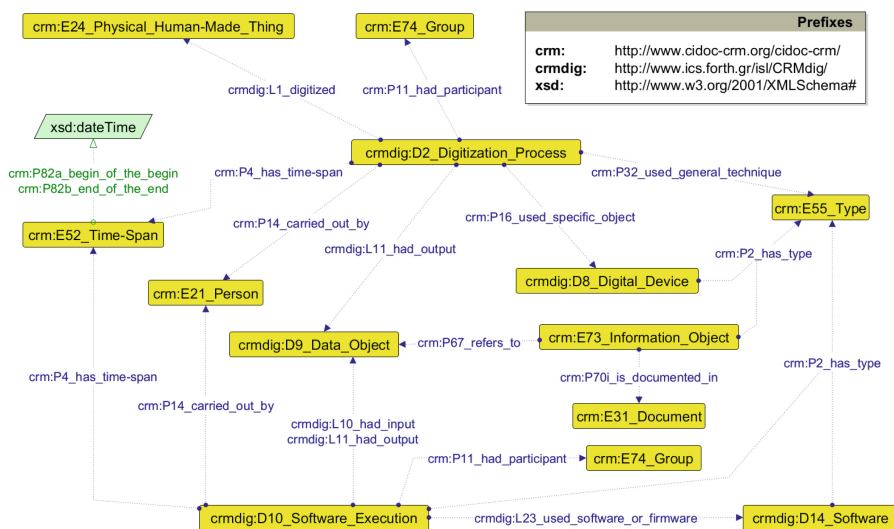 crm:E24_Physical_Human-Made_Thing
crm:E74_Group
Prefixes
crm: http://www.cidoc-crm.org/cidoc-crm/
crmdig: http://www.ics.forth.gr/isl/CRMdig/
xsd: http://www.w3.org/2001/XMLSchema#
crmdig:L1_digitized
crm:P11_had_participant
xsd:dateTime
crmdig:D2_Digitization_Process
crm:P82a_begin_of_the_begin
crm:P82b_end_of_the_end
crm:P4_has_time-span
crm:P32_used_general_technique
crm:E55_Type
crm:P14_carried_out_by
crm:P16_used_specific_object
crm:E52_Time-Span
crmdig:L11_had_output
crm:P2_has_type
crm:E21_Person
crmdig:D8_Digital_Device
crmdig:D9_Data_Object
crm:P67_refers_to
crm:E73_Information_Object
crm:P2_has_type
crm:P4_has_time-span
crm:P70i_is_documented_in
crm:P14_carried_out_by
crm:E31_Document
crmdig:L10_had_input
crmdig:L11_had_output
crm:P11_had_participant
crm:E74_Group
crmdig:D10_Software_Execution
crmdig:L23_used_software_or_firmware
crmdig:D14_Software